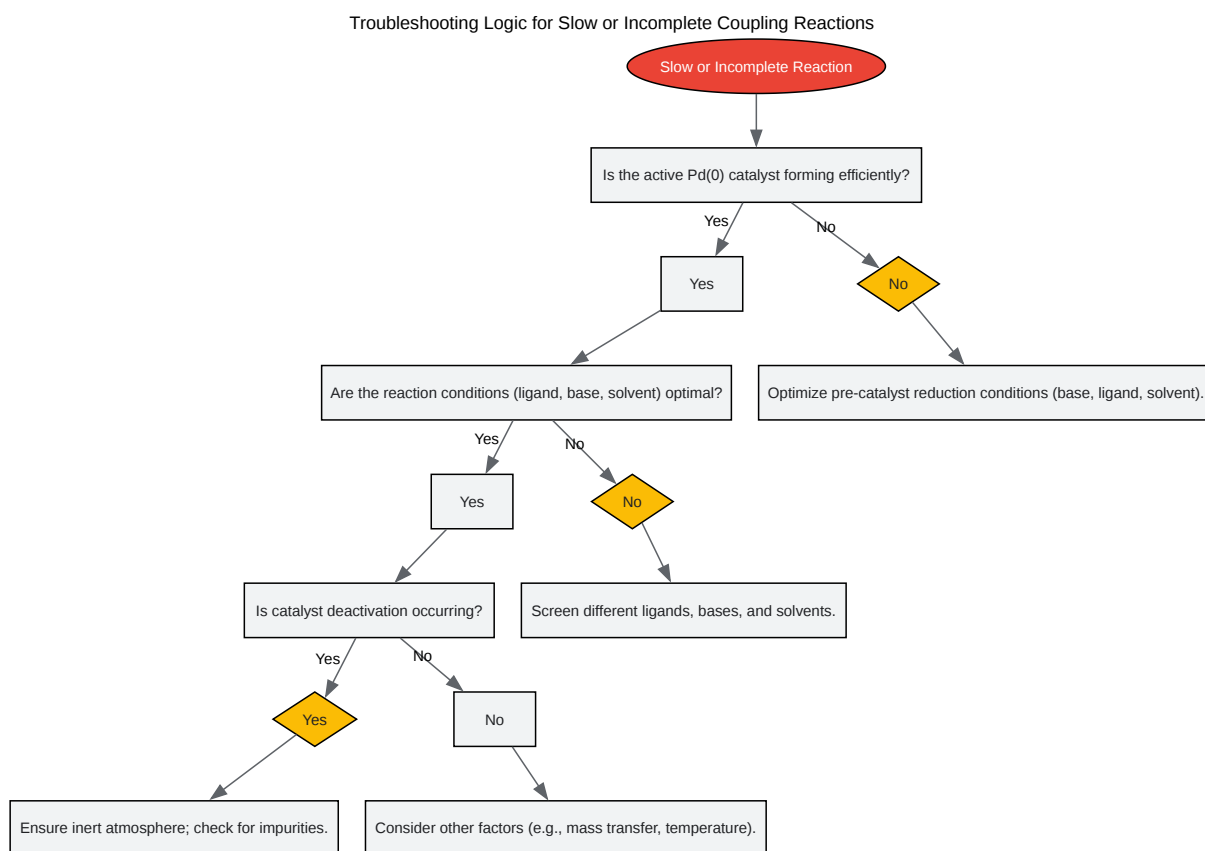 Troubleshooting Logic for Slow or Incomplete Coupling Reactions
Slow or Incomplete Reaction
Is the active Pd(0) catalyst forming efficiently?
Yes
No
Yes
No
Are the reaction conditions (ligand, base, solvent) optimal?
Optimize pre-catalyst reduction conditions (base, ligand, solvent).
Yes
No
Yes
No
Is catalyst deactivation occurring?
Screen different ligands, bases, and solvents.
Yes
No
Yes
No
Ensure inert atmosphere; check for impurities.
Consider other factors (e.g., mass transfer, temperature).